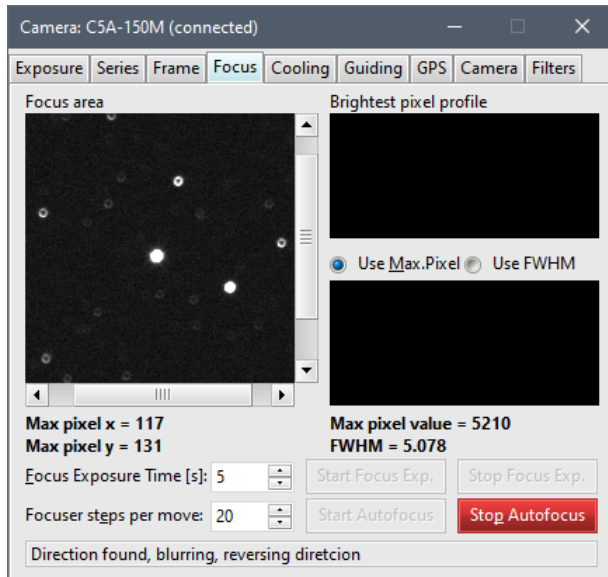 Camera: C5A-150M (connected)
Exposure Series Frame Focus Cooling Guiding GPS Camera Filters
Focus area
Brightest pixel profile
Use Max.Pixel Use FWHM
Max pixel x = 117
Max pixel y = 131
Max pixel value = 5210
FWHM = 5.078
Focus Exposure Time [s]: 5
Start Focus Exp. Stop Focus Exp.
Focuser steps per move: 20
Start Autofocus Stop Autofocus
Direction found, blurring, reversing diretcion